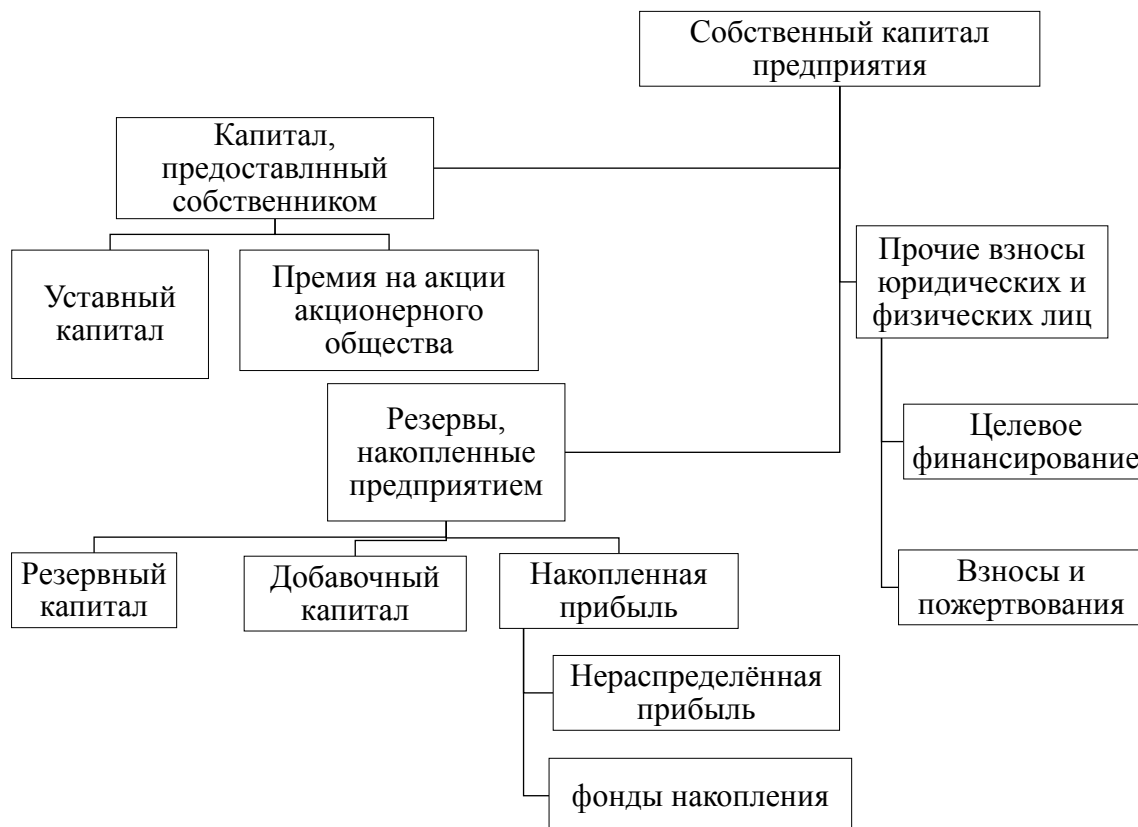 Собственный капитал
предприятия
Капитал,
предоставлнный
собственником
Уставный
капитал
Премия на акции
акционерного
общества
Прочие взносы
юридических и
физических лиц
Резервы,
накопленные
предприятием
Целевое
финансирование
Резервный
капитал
Добавочный
капитал
Накопленная
прибыль
Взносы и
пожертвования
Нераспределённая
прибыль
фонды накопления